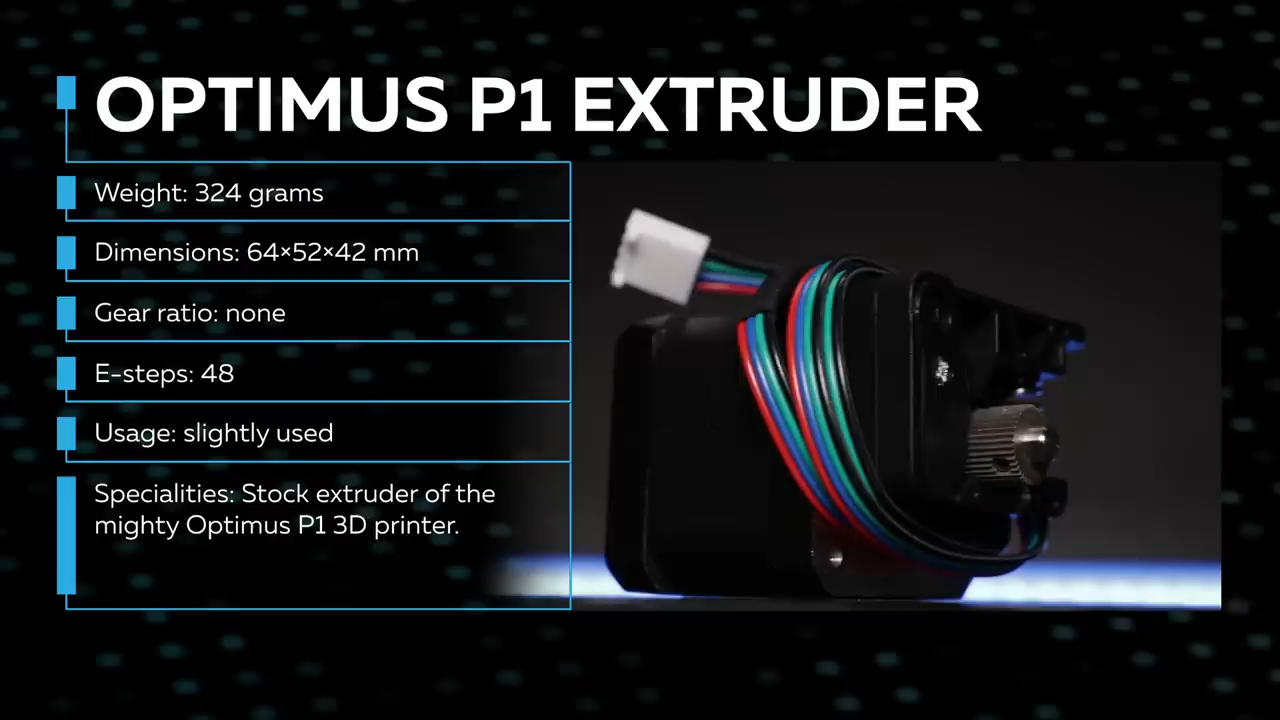 OPTIMUS P1 EXTRUDER
Weight: 324 grams
Dimensions: 64×52×42 mm
Gear ratio: none
E-steps: 48
Usage: slightly used
Specialities: Stock extruder of the
mighty Optimus P1 3D printer.